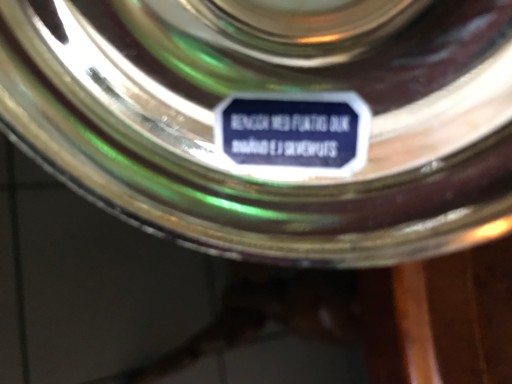 RENGÖR MED FUKTIG DUK
ANVÄND EJ SILVERPUTS